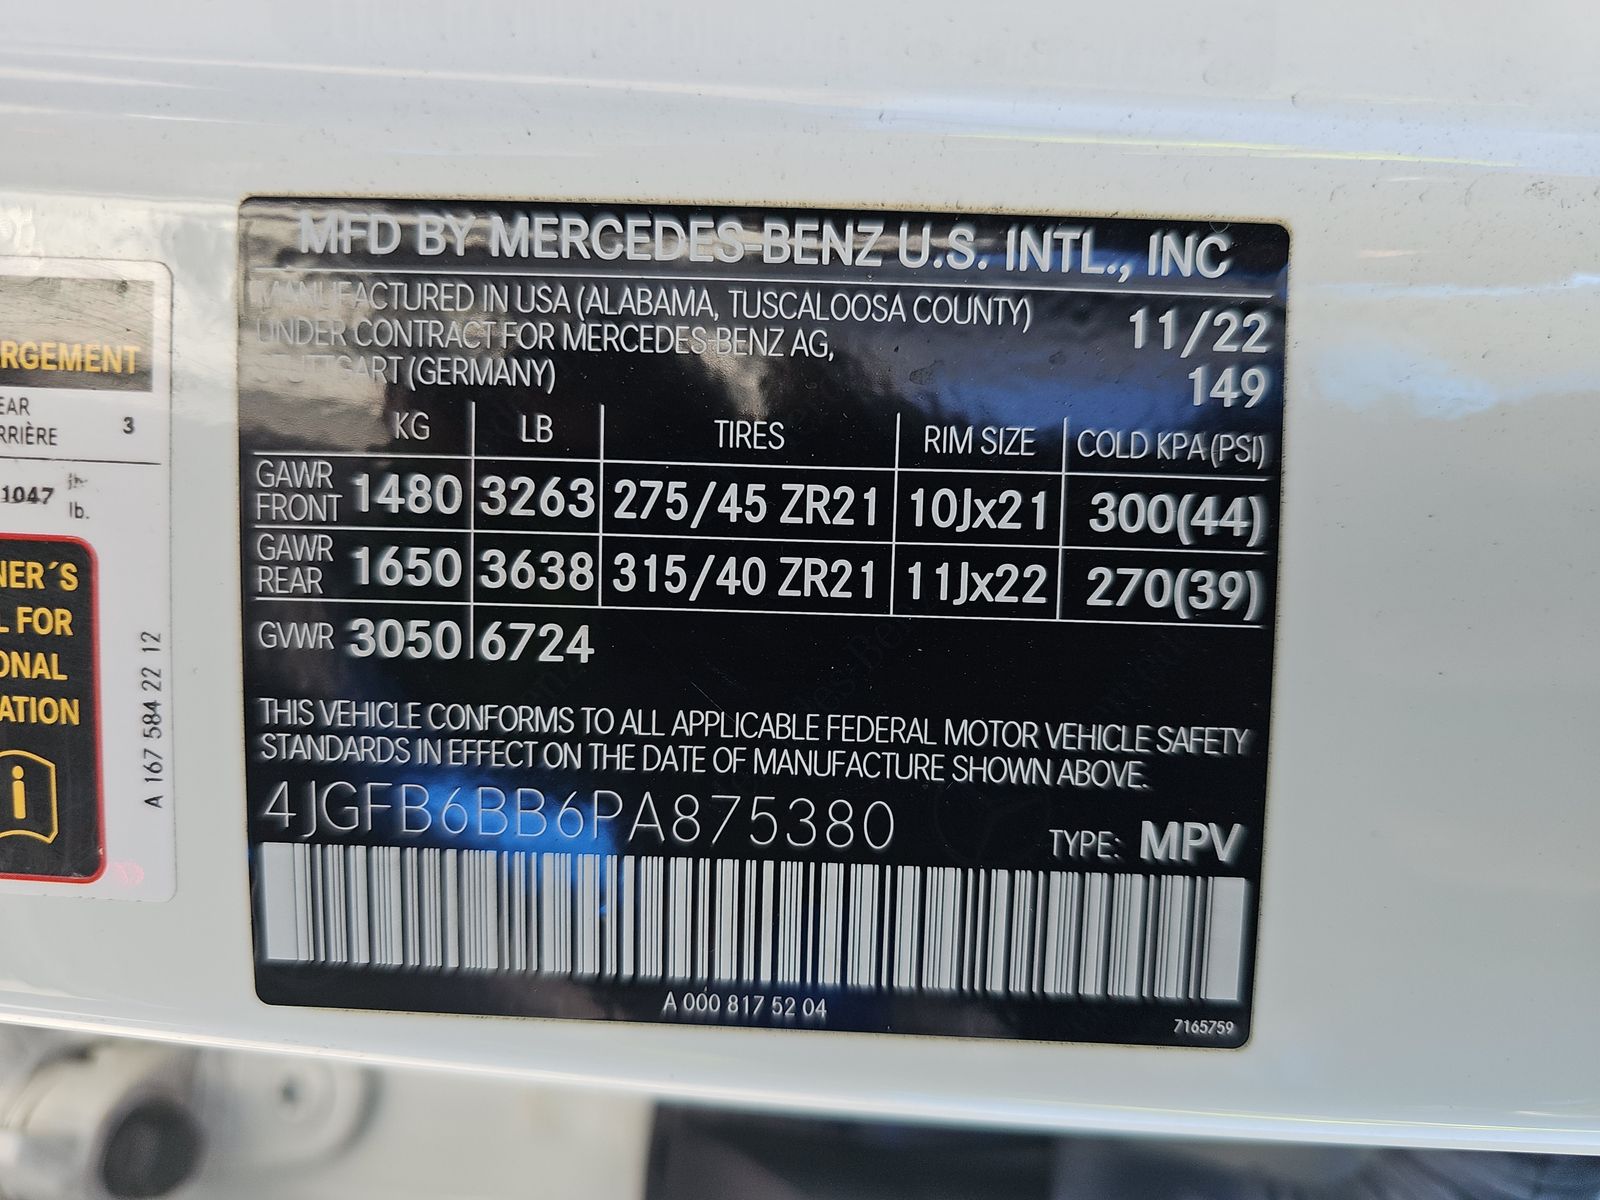 MFD BY MERCEDES-BENZ U.S. INTL., INC
MANUFACTURED IN USA (ALABAMA, TUSCALOOSA COUNTY)
UNDER CONTRACT FOR MERCEDES-BENZ AG,
STUTTGART (GERMANY)
11/22
149
KG LB TIRES RIM SIZE COLD KPA (PSI)
GAWR
FRONT 1480 3263 275/45 ZR21 10Jx21 300(44)
GAWR
REAR 1650 3638 315/40 ZR21 11Jx22 270(39)
GVWR 3050 6724
THIS VEHICLE CONFORMS TO ALL APPLICABLE FEDERAL MOTOR VEHICLE SAFETY
STANDARDS IN EFFECT ON THE DATE OF MANUFACTURE SHOWN ABOVE.
4JGFB6BB6PA875380
TYPE: MPV
A 000 817 52 04
7165759
RGEMENT
EAR
RRIÈRE 3
1047 lb.
NER´S
L FOR
ONAL
ATION
i
A 167 584 22 12